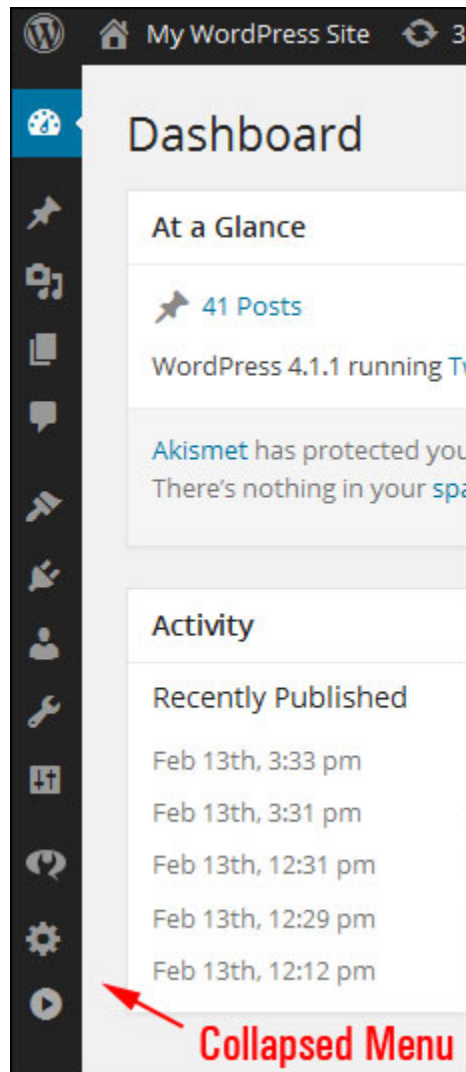 My WordPress Site 3
Dashboard
At a Glance
41 Posts
WordPress 4.1.1 running
Akismet has protected you
There's nothing in your
Activity
Recently Published
Feb 13th, 3:33 pm
Feb 13th, 3:31 pm
Feb 13th, 12:31 pm
Feb 13th, 12:29 pm
Feb 13th, 12:12 pm
Collapsed Menu